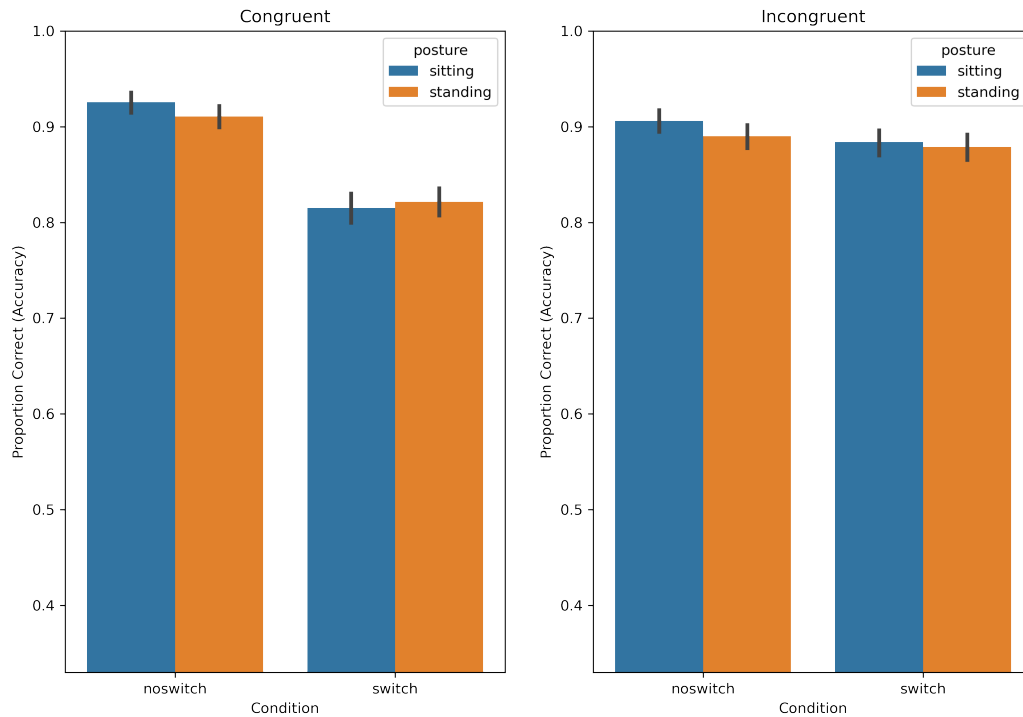 Congruent
1.0
0.9
0.8
0.7
0.6
0.5
0.4
Proportion Correct (Accuracy)
posture
sitting
standing
noswitch
switch
Condition
Incongruent
1.0
0.9
0.8
0.7
0.6
0.5
0.4
Proportion Correct (Accuracy)
posture
sitting
standing
noswitch
switch
Condition